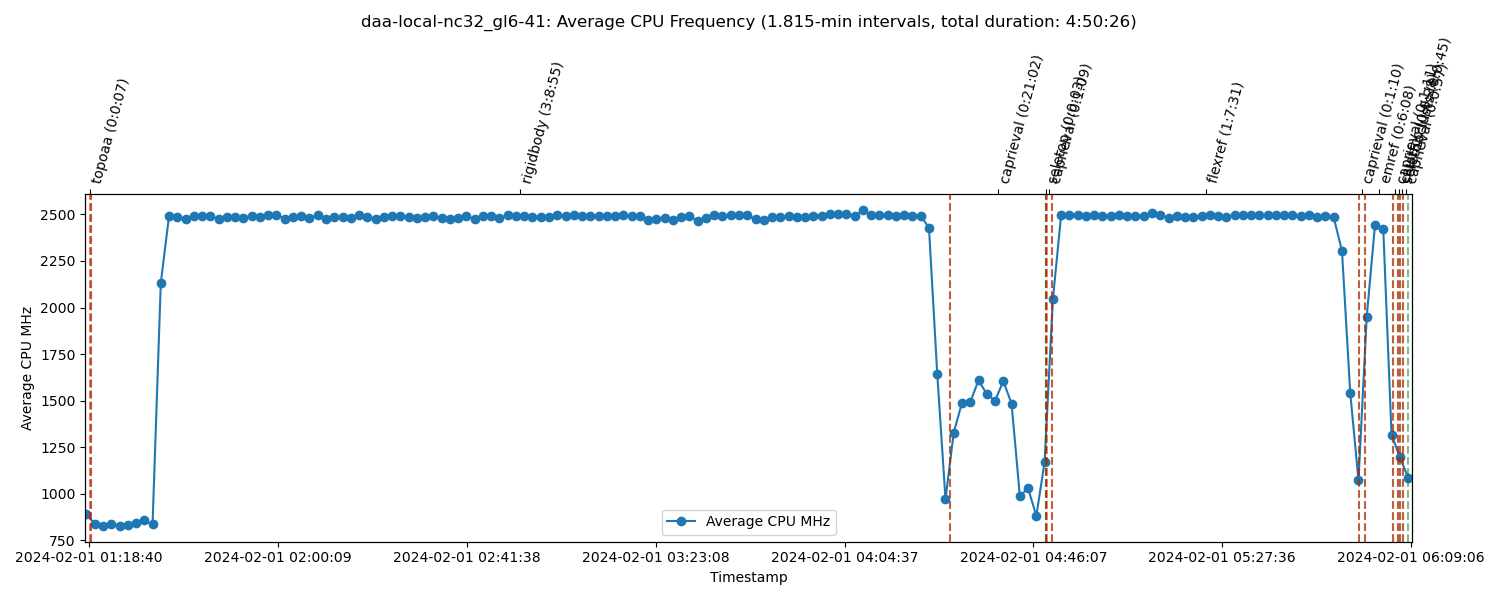 daa-local-nc32_gl6-41: Average CPU Frequency (1.815-min intervals, total duration: 4:50:26)
topoaa (0:0:07)
rigidbody (3:8:55)
caprieval (0:21:02)
caprieval (0:1:09)
flexref (1:7:31)
caprieval (0:1:10)
emref (0:6:08)
2500
2250
2000
1750
1500
1250
1000
750
Average CPU MHz
Average CPU MHz
2024-02-01 01:18:40
2024-02-01 02:00:09
2024-02-01 02:41:38
2024-02-01 03:23:08
2024-02-01 04:04:37
2024-02-01 04:46:07
2024-02-01 05:27:36
2024-02-01 06:09:06
Timestamp